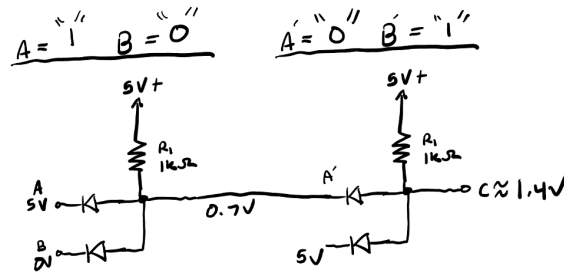 A = "1" B = "0"
A' = "0" B' = "1"
5V+
R1
1kΩ
A
5V
B
0V
0.7V
5V+
R1
1kΩ
A'
C≈1.4V
5V